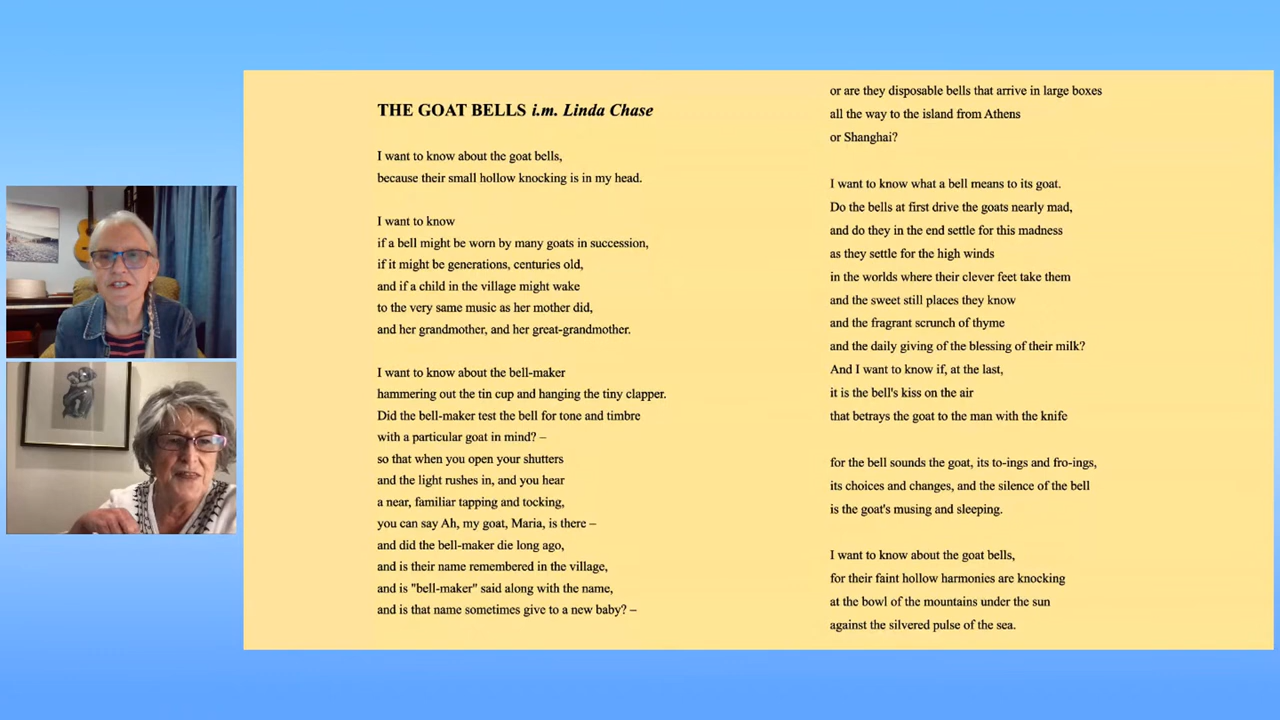 THE GOAT BELLS i.m. Linda Chase
I want to know about the goat bells,
because their small hollow knocking is in my head.
I want to know
if a bell might be worn by many goats in succession,
if it might be generations, centuries old,
and if a child in the village might wake
to the very same music as her mother did,
and her grandmother, and her great-grandmother.
I want to know about the bell-maker
hammering out the tin cup and hanging the tiny clapper.
Did the bell-maker test the bell for tone and timbre
with a particular goat in mind? –
so that when you open your shutters
and the light rushes in, and you hear
a near, familiar tapping and tocking,
you can say Ah, my goat, Maria, is there –
and did the bell-maker die long ago,
and is their name remembered in the village,
and is "bell-maker" said along with the name,
and is that name sometimes give to a new baby? –
or are they disposable bells that arrive in large boxes
all the way to the island from Athens
or Shanghai?
I want to know what a bell means to its goat.
Do the bells at first drive the goats nearly mad,
and do they in the end settle for this madness
as they settle for the high winds
in the worlds where their clever feet take them
and the sweet still places they know
and the fragrant scrunch of thyme
and the daily giving of the blessing of their milk?
And I want to know if, at the last,
it is the bell's kiss on the air
that betrays the goat to the man with the knife
for the bell sounds the goat, its to-ings and fro-ings,
its choices and changes, and the silence of the bell
is the goat's musing and sleeping.
I want to know about the goat bells,
for their faint hollow harmonies are knocking
at the bowl of the mountains under the sun
against the silvered pulse of the sea.